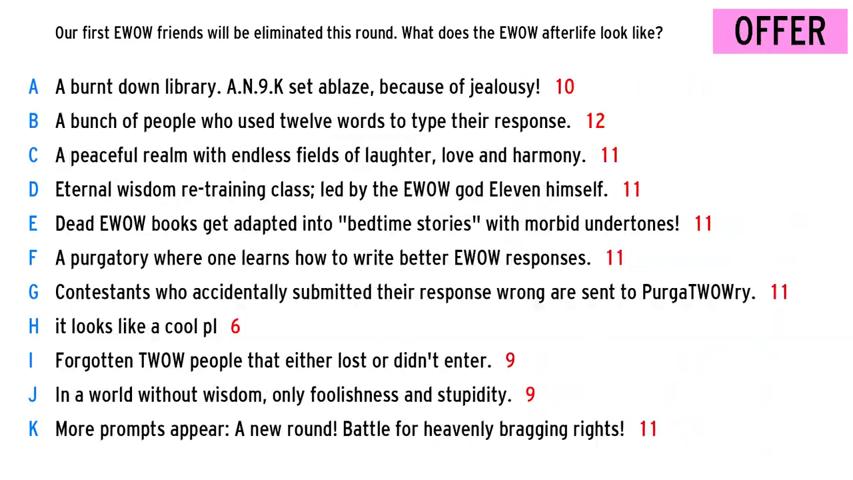 Our first EWOW friends will be eliminated this round. What does the EWOW afterlife look like?
OFFER
A A burnt down library. A.N.9.K set ablaze, because of jealousy! 10
B A bunch of people who used twelve words to type their response. 12
C A peaceful realm with endless fields of laughter, love and harmony. 11
D Eternal wisdom re-training class; led by the EWOW god Eleven himself. 11
E Dead EWOW books get adapted into "bedtime stories" with morbid undertones! 11
F A purgatory where one learns how to write better EWOW responses. 11
G Contestants who accidentally submitted their response wrong are sent to PurgaTWOWry. 11
H it looks like a cool pl 6
I Forgotten TWOW people that either lost or didn't enter. 9
J In a world without wisdom, only foolishness and stupidity. 9
K More prompts appear: A new round! Battle for heavenly bragging rights! 11